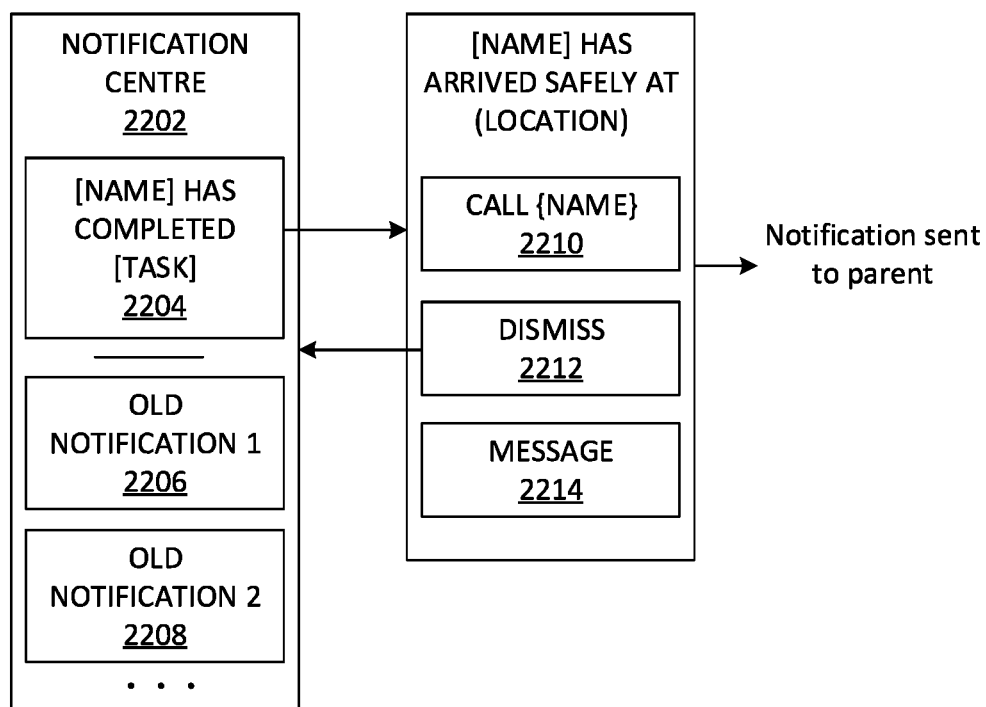 NOTIFICATION
CENTRE
2202
[NAME] HAS
COMPLETED
[TASK]
2204
OLD
NOTIFICATION 1
2206
OLD
NOTIFICATION 2
2208
. . .
[NAME] HAS
ARRIVED SAFELY AT
(LOCATION)
CALL {NAME}
2210
DISMISS
2212
MESSAGE
2214
Notification sent
to parent